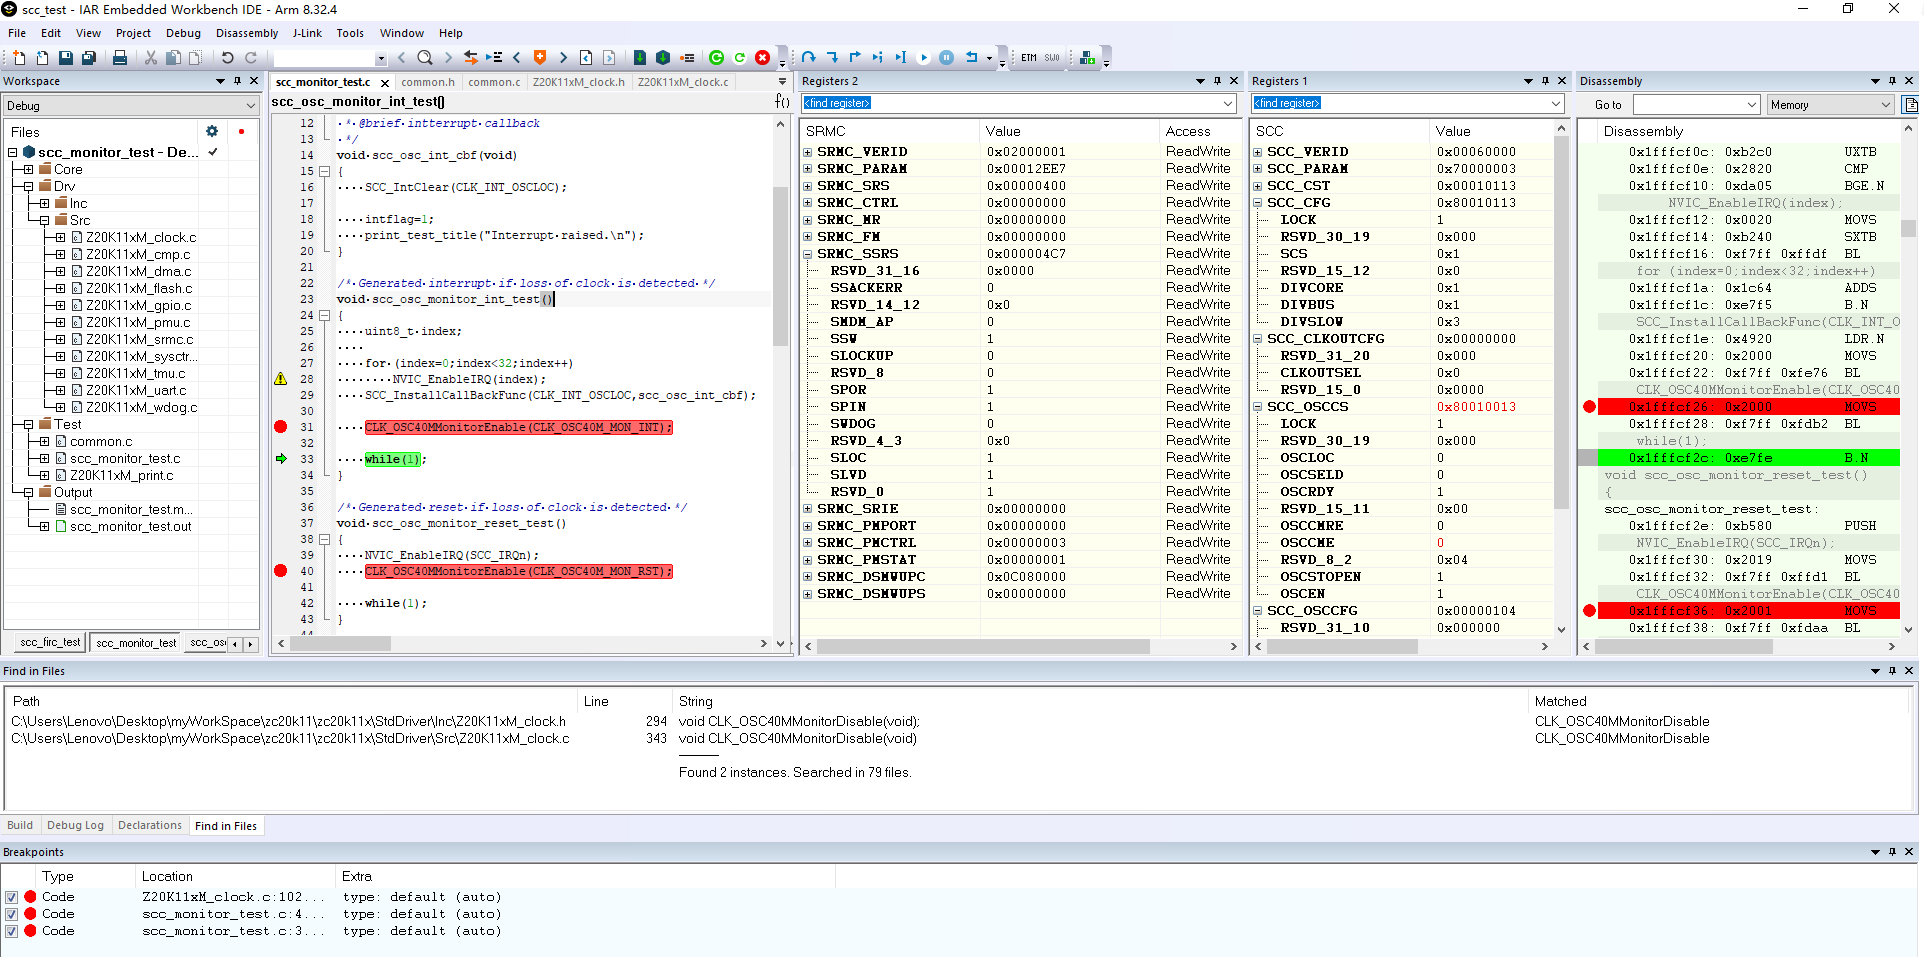 scc_test - IAR Embedded Workbench IDE - Arm 8.32.4
File Edit View Project Debug Disassembly J-Link Tools Window Help
ETM SWO
Workspace
Debug
Files
scc_monitor_test - De...
Core
Drv
Inc
Src
Z20K11xM_clock.c
Z20K11xM_cmp.c
Z20K11xM_dma.c
Z20K11xM_flash.c
Z20K11xM_gpio.c
Z20K11xM_pmu.c
Z20K11xM_srmc.c
Z20K11xM_sysctr...
Z20K11xM_tmu.c
Z20K11xM_uart.c
Z20K11xM_wdog.c
Test
common.c
scc_monitor_test.c
Z20K11xM_print.c
Output
scc_monitor_test.m...
scc_monitor_test.out
scc_firc_test scc_monitor_test scc_os
scc_monitor_test.c common.h common.c Z20K11xM_clock.h Z20K11xM_clock.c
scc_osc_monitor_int_test() f()
12 * @brief intterrupt callback
13 */
14 void scc_osc_int_cbf(void)
15 {
16 SCC_IntClear(CLK_INT_OSCLOC);
17
18 intflag=1;
19 print_test_title("Interrupt raised.\n");
20 }
21
22 /* Generated interrupt if loss of clock is detected */
23 void scc_osc_monitor_int_test()
24 {
25 uint8_t index;
26
27 for (index=0;index<32;index++)
28 NVIC_EnableIRQ(index);
29 SCC_InstallCallBackFunc(CLK_INT_OSCLOC,scc_osc_int_cbf);
30
31 CLK_OSC40MMonitorEnable(CLK_OSC40M_MON_INT);
32
33 while(1);
34 }
35
36 /* Generated reset if loss of clock is detected */
37 void scc_osc_monitor_reset_test()
38 {
39 NVIC_EnableIRQ(SCC_IRQn);
40 CLK_OSC40MMonitorEnable(CLK_OSC40M_MON_RST);
41
42 while(1);
43 }
44
Registers 2
<find register>
SRMC Value Access
SRMC_VERID 0x02000001 ReadWrite
SRMC_PARAM 0x00012EE7 ReadWrite
SRMC_SRS 0x00000400 ReadWrite
SRMC_CTRL 0x00000000 ReadWrite
SRMC_MR 0x00000000 ReadWrite
SRMC_FM 0x00000000 ReadWrite
SRMC_SSRS 0x000004C7 ReadWrite
RSVD_31_16 0x0000 ReadWrite
SSACKERR 0 ReadWrite
RSVD_14_12 0x0 ReadWrite
SMDM_AP 0 ReadWrite
SSW 1 ReadWrite
SLOCKUP 0 ReadWrite
RSVD_8 0 ReadWrite
SPOR 1 ReadWrite
SPIN 1 ReadWrite
SWDOG 0 ReadWrite
RSVD_4_3 0x0 ReadWrite
SLOC 1 ReadWrite
SLVD 1 ReadWrite
RSVD_0 1 ReadWrite
SRMC_SRIE 0x00000000 ReadWrite
SRMC_PMPORT 0x00000000 ReadWrite
SRMC_PMCTRL 0x00000003 ReadWrite
SRMC_PMSTAT 0x00000001 ReadWrite
SRMC_DSMWUPC 0x0C080000 ReadWrite
SRMC_DSMWUPS 0x00000000 ReadWrite
Registers 1
<find register>
SCC Value
SCC_VERID 0x00060000
SCC_PARAM 0x70000003
SCC_CST 0x00010113
SCC_CFG 0x80010113
LOCK 1
RSVD_30_19 0x000
SCS 0x1
RSVD_15_12 0x0
DIVCORE 0x1
DIVBUS 0x1
DIVSLOW 0x3
SCC_CLKOUTCFG 0x00000000
RSVD_31_20 0x000
CLKOUTSEL 0x0
RSVD_15_0 0x0000
SCC_OSCCS 0x80010013
LOCK 1
RSVD_30_19 0x000
OSCLOC 0
OSCSELD 0
OSCRDY 1
RSVD_15_11 0x00
OSCCMRE 0
OSCCME 0
RSVD_8_2 0x04
OSCSTOPEN 1
OSCEN 1
SCC_OSCCFG 0x00000104
RSVD_31_10 0x000000
Disassembly
Go to Memory
Disassembly
0x1fffcf0c: 0xb2c0 UXTB
0x1fffcf0e: 0x2820 CMP
0x1fffcf10: 0xda05 BGE.N
NVIC_EnableIRQ(index);
0x1fffcf12: 0x0020 MOVS
0x1fffcf14: 0xb240 SXTB
0x1fffcf16: 0xf7ff 0xffdf BL
for (index=0;index<32;index++)
0x1fffcf1a: 0x1c64 ADDS
0x1fffcf1c: 0xe7f5 B.N
SCC_InstallCallBackFunc(CLK_INT_O
0x1fffcf1e: 0x4920 LDR.N
0x1fffcf20: 0x2000 MOVS
0x1fffcf22: 0xf7ff 0xfe76 BL
CLK_OSC40MMonitorEnable(CLK_OSC40
0x1fffcf26: 0x2000 MOVS
0x1fffcf28: 0xf7ff 0xfdb2 BL
while(1);
0x1fffcf2c: 0xe7fe B.N
void scc_osc_monitor_reset_test()
{
scc_osc_monitor_reset_test:
0x1fffcf2e: 0xb580 PUSH
NVIC_EnableIRQ(SCC_IRQn);
0x1fffcf30: 0x2019 MOVS
0x1fffcf32: 0xf7ff 0xffd1 BL
CLK_OSC40MMonitorEnable(CLK_OSC40
0x1fffcf36: 0x2001 MOVS
0x1fffcf38: 0xf7ff 0xfdaa BL
Find in Files
Path Line String Matched
C:\Users\Lenovo\Desktop\myWorkSpace\zc20k11\zc20k11x\StdDriver\Inc\Z20K11xM_clock.h 294 void CLK_OSC40MMonitorDisable(void); CLK_OSC40MMonitorDisable
C:\Users\Lenovo\Desktop\myWorkSpace\zc20k11\zc20k11x\StdDriver\Src\Z20K11xM_clock.c 343 void CLK_OSC40MMonitorDisable(void) CLK_OSC40MMonitorDisable
Found 2 instances. Searched in 79 files.
Build Debug Log Declarations Find in Files
Breakpoints
Type Location Extra
Code Z20K11xM_clock.c:102... type: default (auto)
Code scc_monitor_test.c:4... type: default (auto)
Code scc_monitor_test.c:3... type: default (auto)